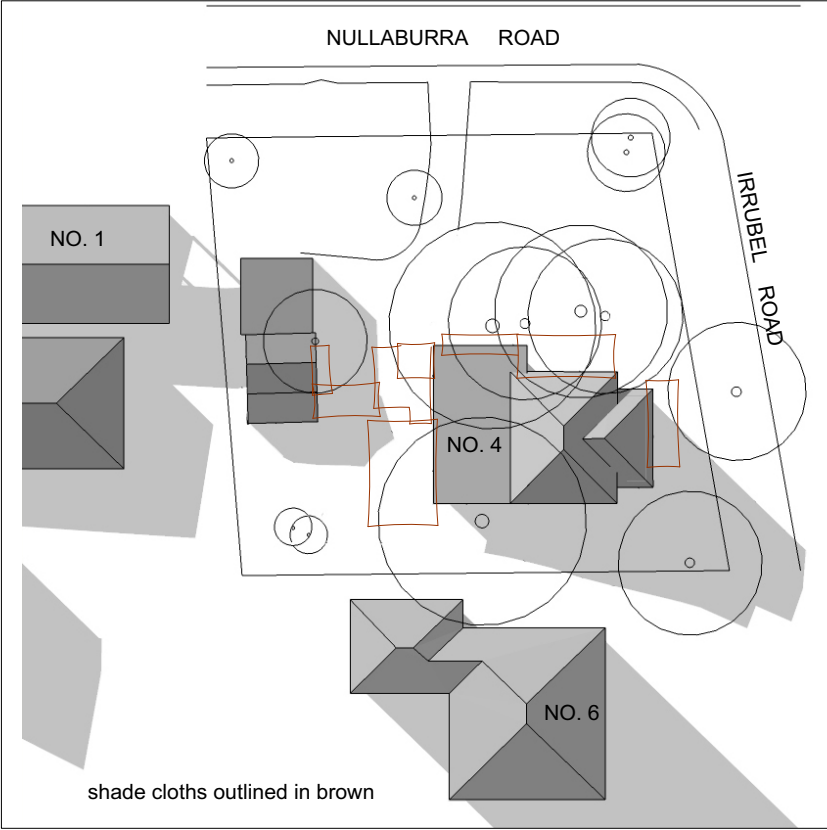 NULLABURRA ROAD
IRRUBEL ROAD
NO. 1
NO. 4
NO. 6
shade cloths outlined in brown